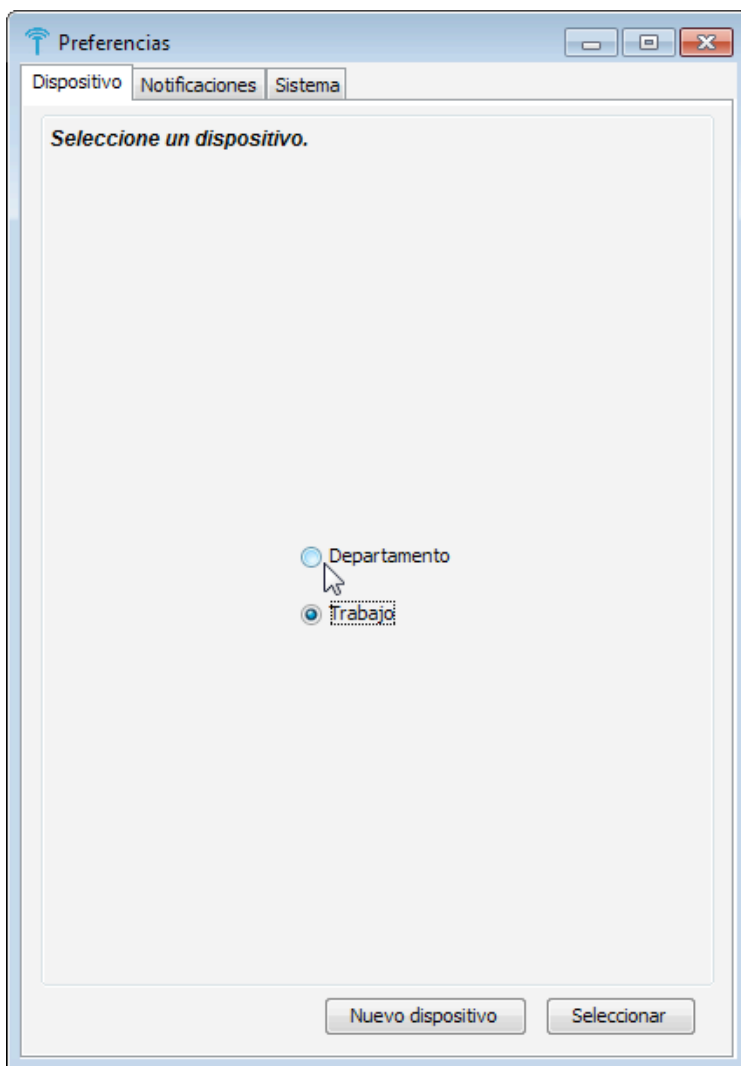 Preferencias
Dispositivo Notificaciones Sistema
Seleccione un dispositivo.
Departamento
Trabajo
Nuevo dispositivo Seleccionar